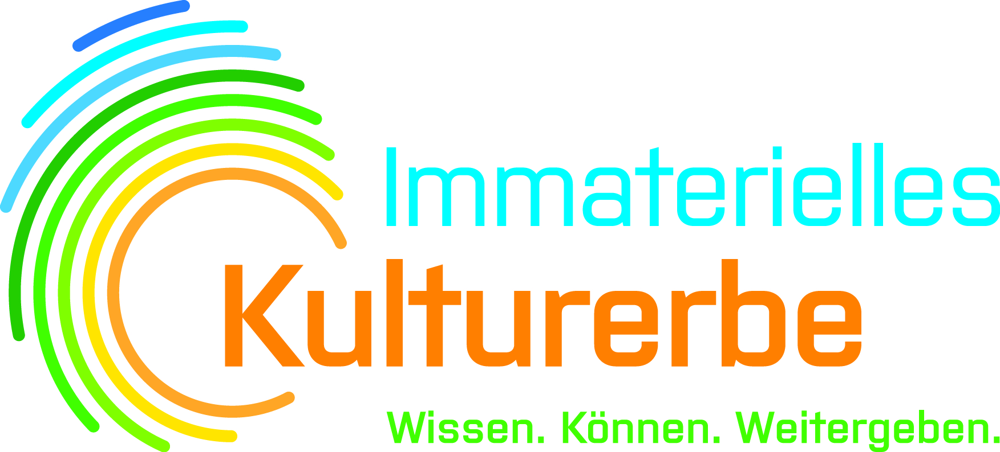 Immaterielles
Kulturerbe
Wissen. Können. Weitergeben.